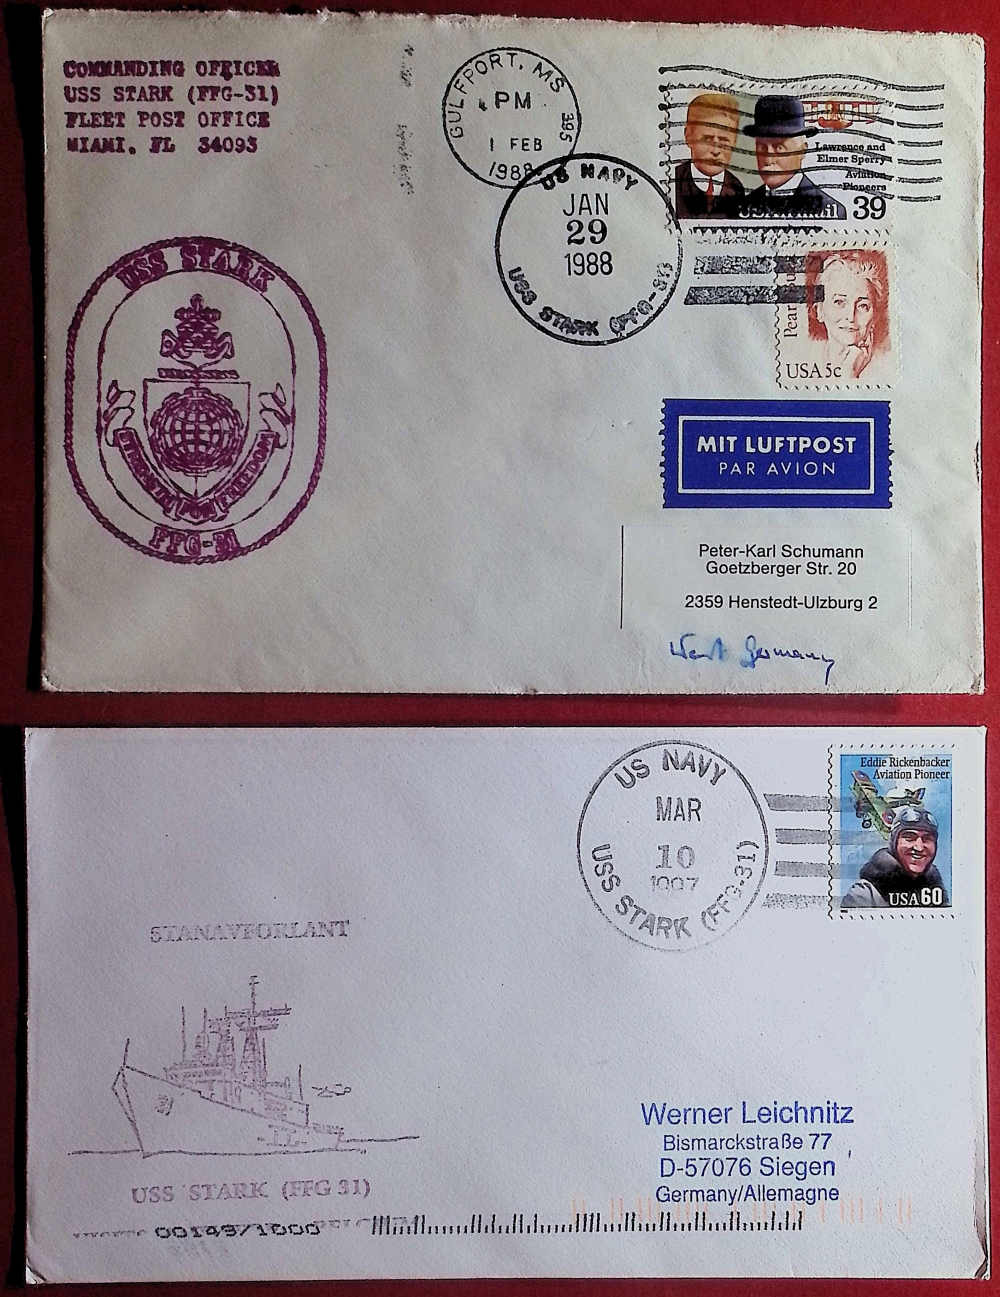 COMMANDING OFFICER
USS STARK (FFG-31)
FLEET POST OFFICE
MIAMI, FL 34093
GULFPORT, MS 395
PM
1 FEB
1988
US NAVY
JAN
29
1988
USS STARK (FFG-31)
Lawrence and
Elmer Sperry
Aviation
Pioneers
39
Pearl
USA 5c
USS STARK
STRENGTH FOR FREEDOM
FFG-31
MIT LUFTPOST
PAR AVION
Peter-Karl Schumann
Goetzberger Str. 20
2359 Henstedt-Ulzburg 2
West Germany
US NAVY
MAR
10
1997
USS STARK (FFG-31)
Eddie Rickenbacker
Aviation Pioneer
USA 60
STANAVFORLANT
31
USS STARK (FFG 31)
00149/1000
Werner Leichnitz
Bismarckstraße 77
D-57076 Siegen
Germany/Allemagne